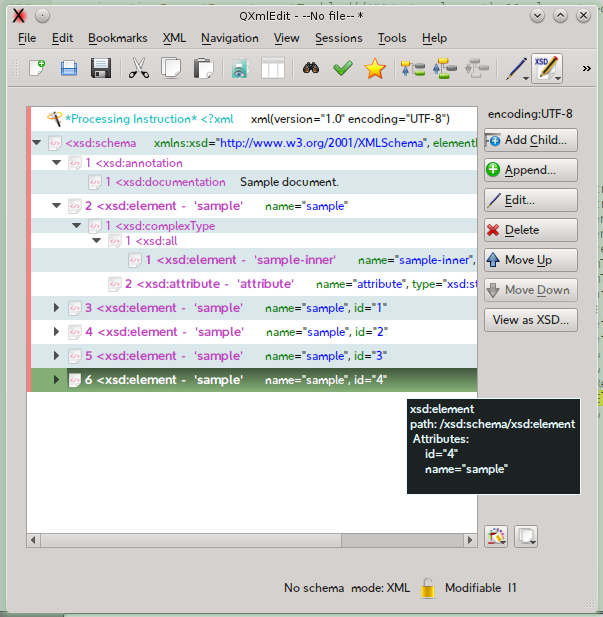 QXmlEdit - --No file-- *
File Edit Bookmarks XML Navigation View Sessions Tools Help
XSD »
*Processing Instruction* <?xml xml(version="1.0" encoding="UTF-8")
encoding:UTF-8
<xsd:schema xmlns:xsd="http://www.w3.org/2001/XMLSchema", element
Add Child...
1 <xsd:annotation
Append...
1 <xsd:documentation Sample document.
2 <xsd:element - 'sample' name="sample"
Edit...
1 <xsd:complexType
Delete
1 <xsd:all
1 <xsd:element - 'sample-inner' name="sample-inner",
Move Up
2 <xsd:attribute - 'attribute' name="attribute", type="xsd:st
Move Down
3 <xsd:element - 'sample' name="sample", id="1"
View as XSD...
4 <xsd:element - 'sample' name="sample", id="2"
5 <xsd:element - 'sample' name="sample", id="3"
6 <xsd:element - 'sample' name="sample", id="4"
xsd:element
path: /xsd:schema/xsd:element
Attributes:
id="4"
name="sample"
No schema mode: XML Modifiable I1